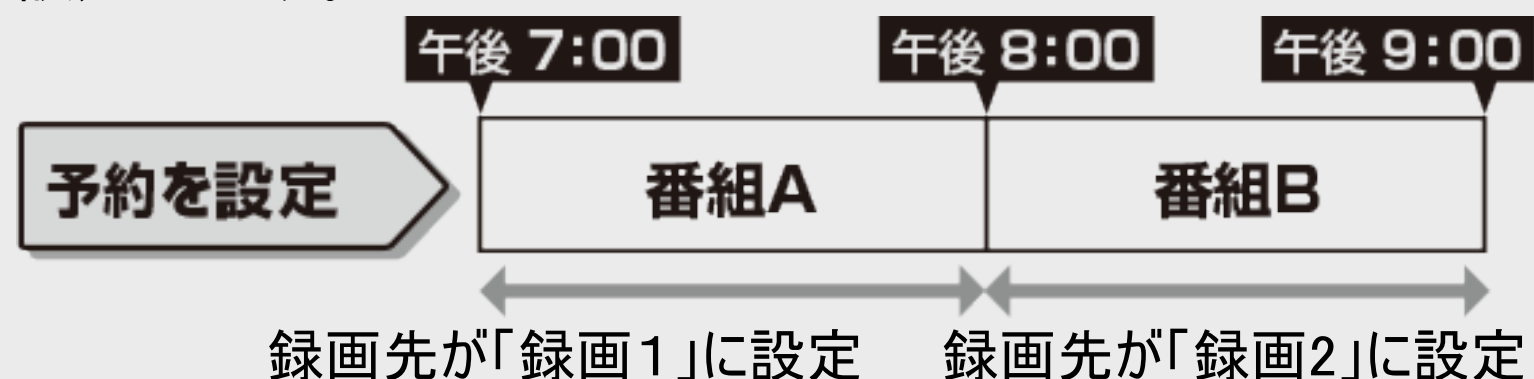 午後 7:00 午後 8:00 午後 9:00
予約を設定 番組A 番組B
録画先が「録画1」に設定 録画先が「録画2」に設定